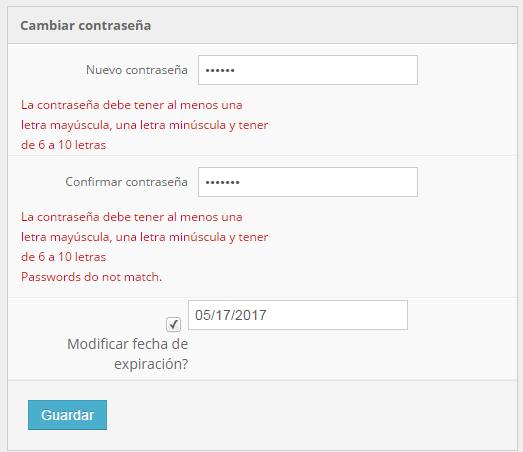 Cambiar contraseña
Nuevo contraseña
••••••
La contraseña debe tener al menos una
letra mayúscula, una letra minúscula y tener
de 6 a 10 letras
Confirmar contraseña
•••••••
La contraseña debe tener al menos una
letra mayúscula, una letra minúscula y tener
de 6 a 10 letras
Passwords do not match.
05/17/2017
Modificar fecha de
expiración?
Guardar